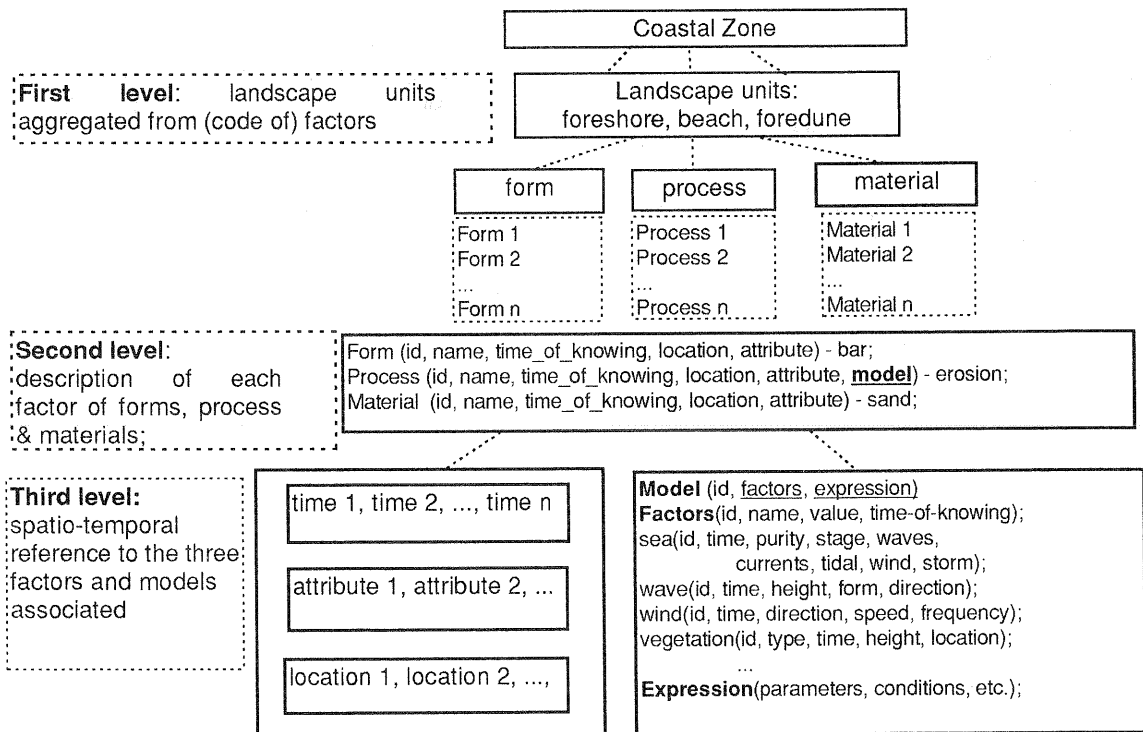 Coastal Zone
First level: landscape units
aggregated from (code of) factors
Landscape units:
foreshore, beach, foredune
form
process
material
Form 1
Form 2
...
Form n
Process 1
Process 2
...
Process n
Material 1
Material 2
...
Material n
Second level:
description of each
factor of forms, process
& materials;
Form (id, name, time_of_knowing, location, attribute) - bar;
Process (id, name, time_of_knowing, location, attribute, model) - erosion;
Material (id, name, time_of_knowing, location, attribute) - sand;
Third level:
spatio-temporal
reference to the three
factors and models
associated
time 1, time 2, ..., time n
attribute 1, attribute 2, ...
location 1, location 2, ...,
Model (id, factors, expression)
Factors(id, name, value, time-of-knowing);
sea(id, time, purity, stage, waves,
currents, tidal, wind, storm);
wave(id, time, height, form, direction);
wind(id, time, direction, speed, frequency);
vegetation(id, type, time, height, location);
...
Expression(parameters, conditions, etc.);